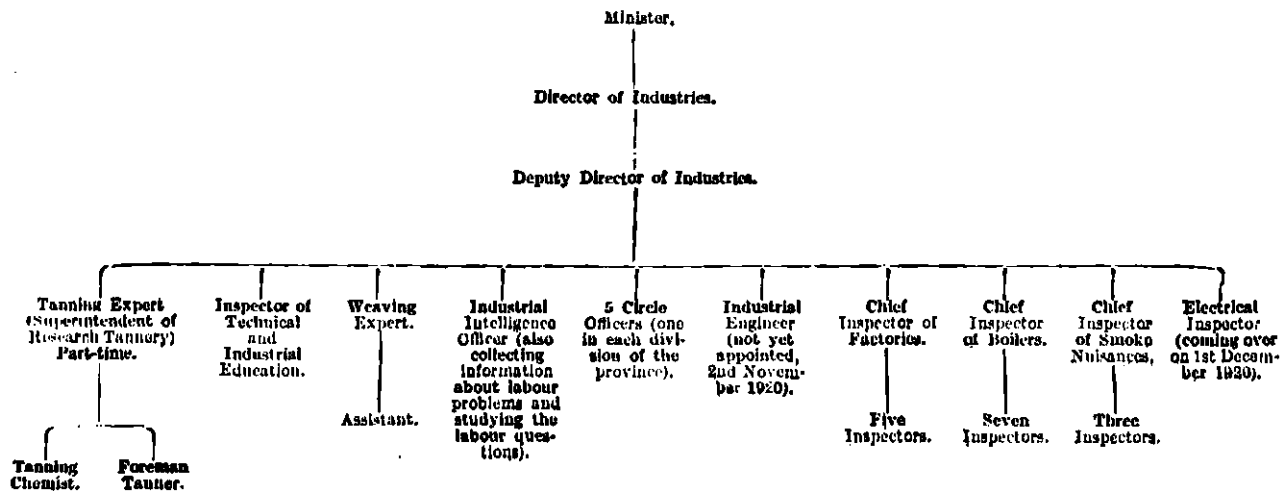 Minister.
Director of Industries.
Deputy Director of Industries.
Tanning Expert
(Superintendent of
Research Tannery)
Part-time.
Inspector of
Technical
and
Industrial
Education.
Weaving
Expert.
Industrial
Intelligence
Officer (also
collecting
information
about labour
problems and
studying the
labour ques-
tions).
5 Circle
Officers (one
in each divi-
sion of the
province).
Industrial
Engineer
(not yet
appointed,
2nd Novem-
ber 1920).
Chief
Inspector of
Factories.
Chief
Inspector
of Boilers.
Chief
Inspector
of Smoke
Nuisances,
Electrical
Inspector
(coming over
on 1st Decem-
ber 1920).
Assistant.
Five
Inspectors.
Seven
Inspectors.
Three
Inspectors.
Tanning
Chemist.
Foreman
Tanner.